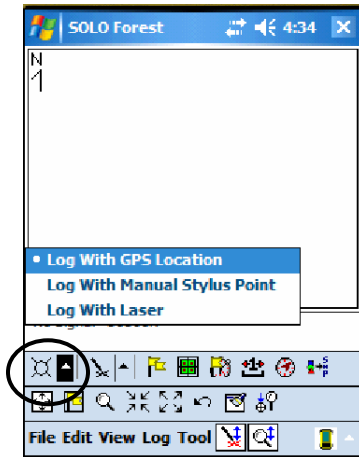 SOLO Forest 4:34
N
Log With GPS Location
Log With Manual Stylus Point
Log With Laser
File Edit View Log Tool